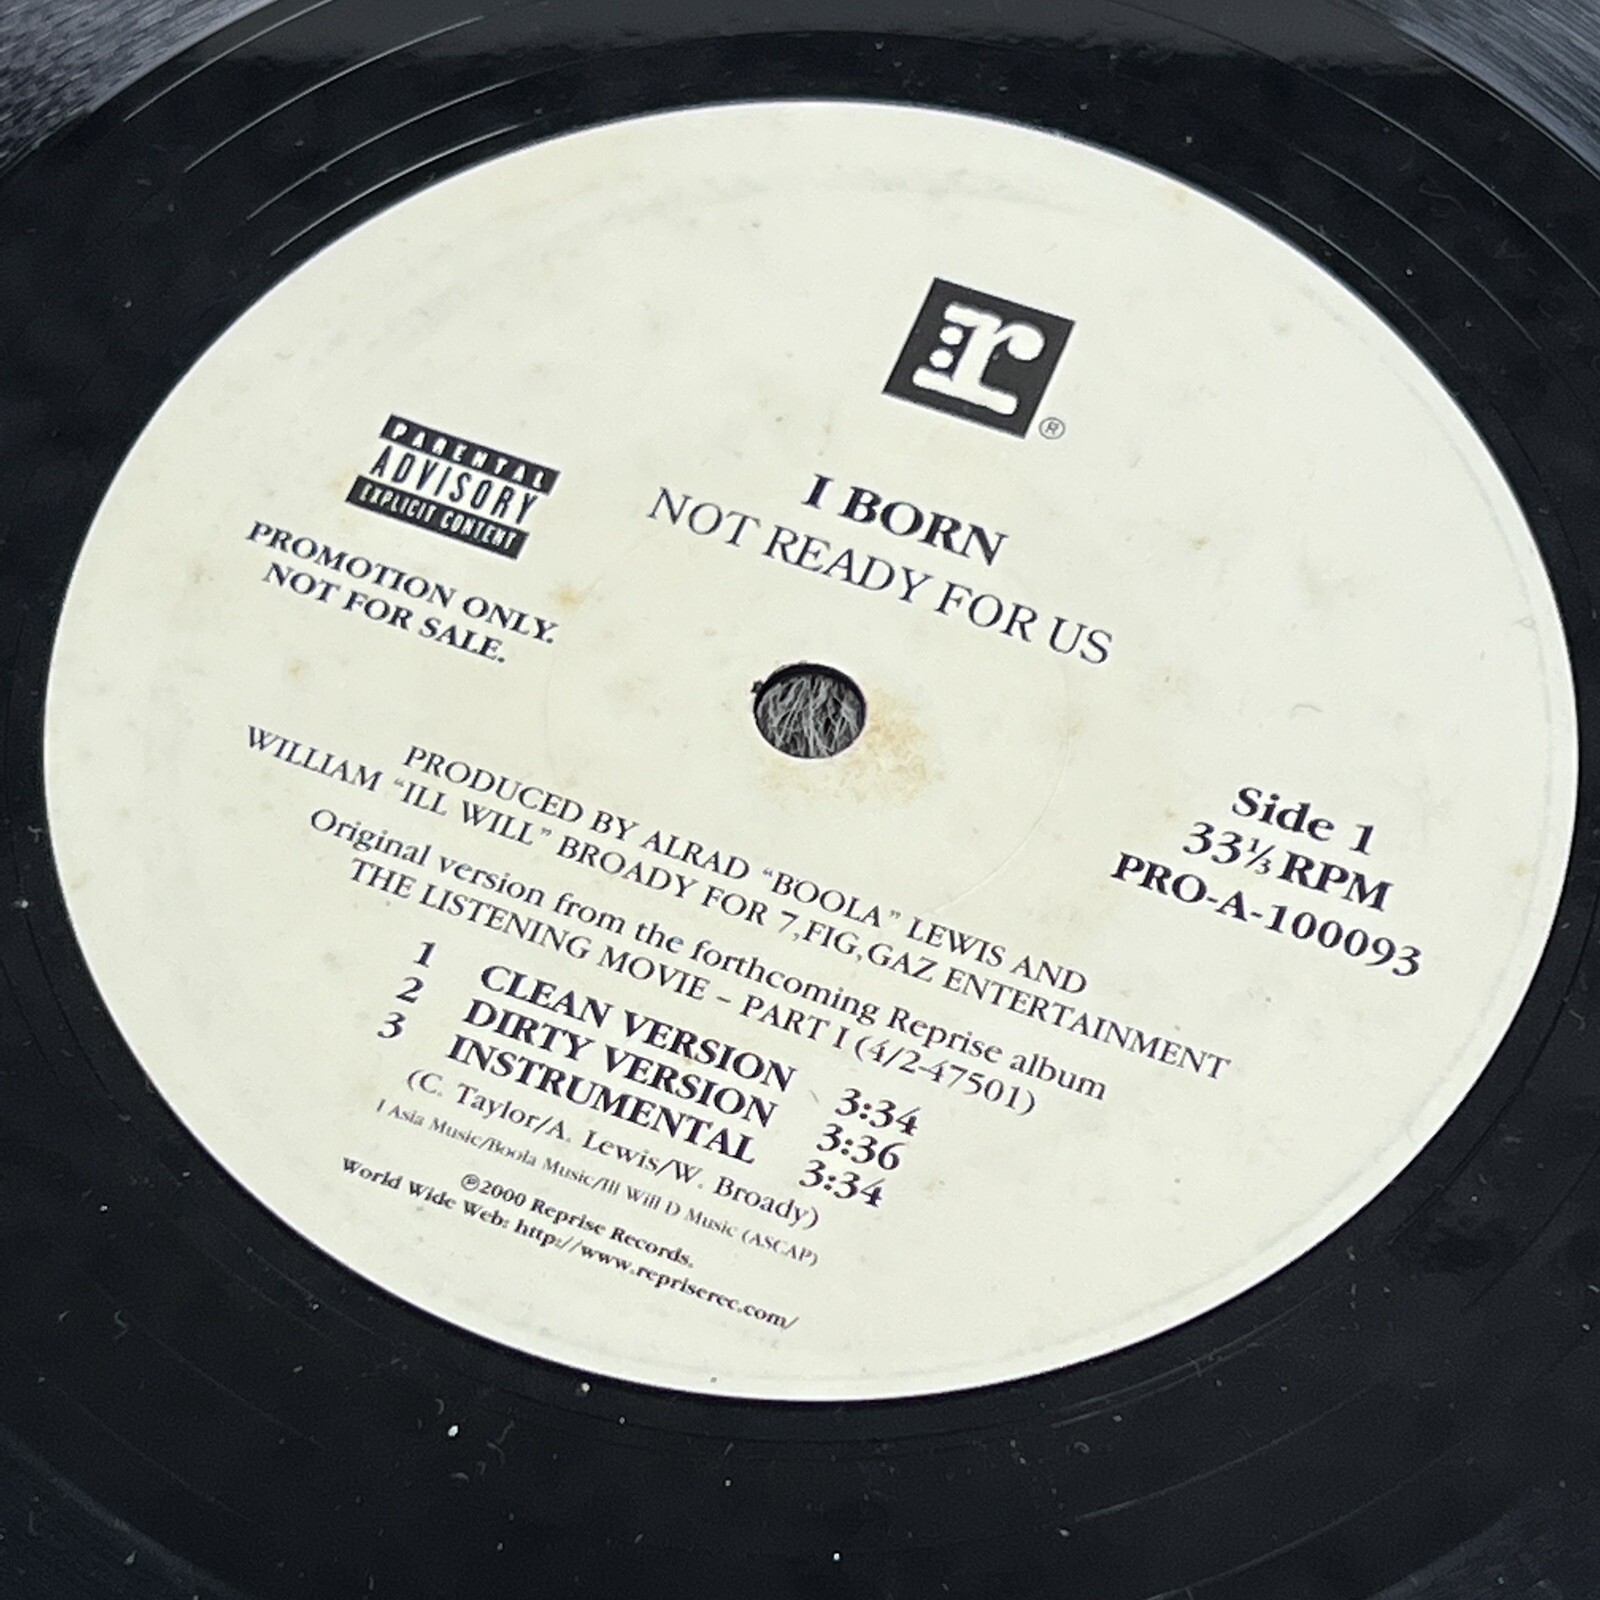 r
®
I BORN
NOT READY FOR US
PARENTAL
ADVISORY
EXPLICIT CONTENT
PROMOTION ONLY.
NOT FOR SALE.
Side 1
33⅓ RPM
PRO-A-100093
PRODUCED BY ALRAD “BOOLA” LEWIS AND
WILLIAM “ILL WILL” BROADY FOR 7,FIG,GAZ ENTERTAINMENT
Original version from the forthcoming Reprise album
THE LISTENING MOVIE – PART I (4/2-47501)
1 CLEAN VERSION 3:34
2 DIRTY VERSION 3:36
3 INSTRUMENTAL 3:34
(C. Taylor/A. Lewis/W. Broady)
I Asia Music/Boola Music/Ill Will D Music (ASCAP)
℗2000 Reprise Records.
World Wide Web: http://www.repriserec.com/